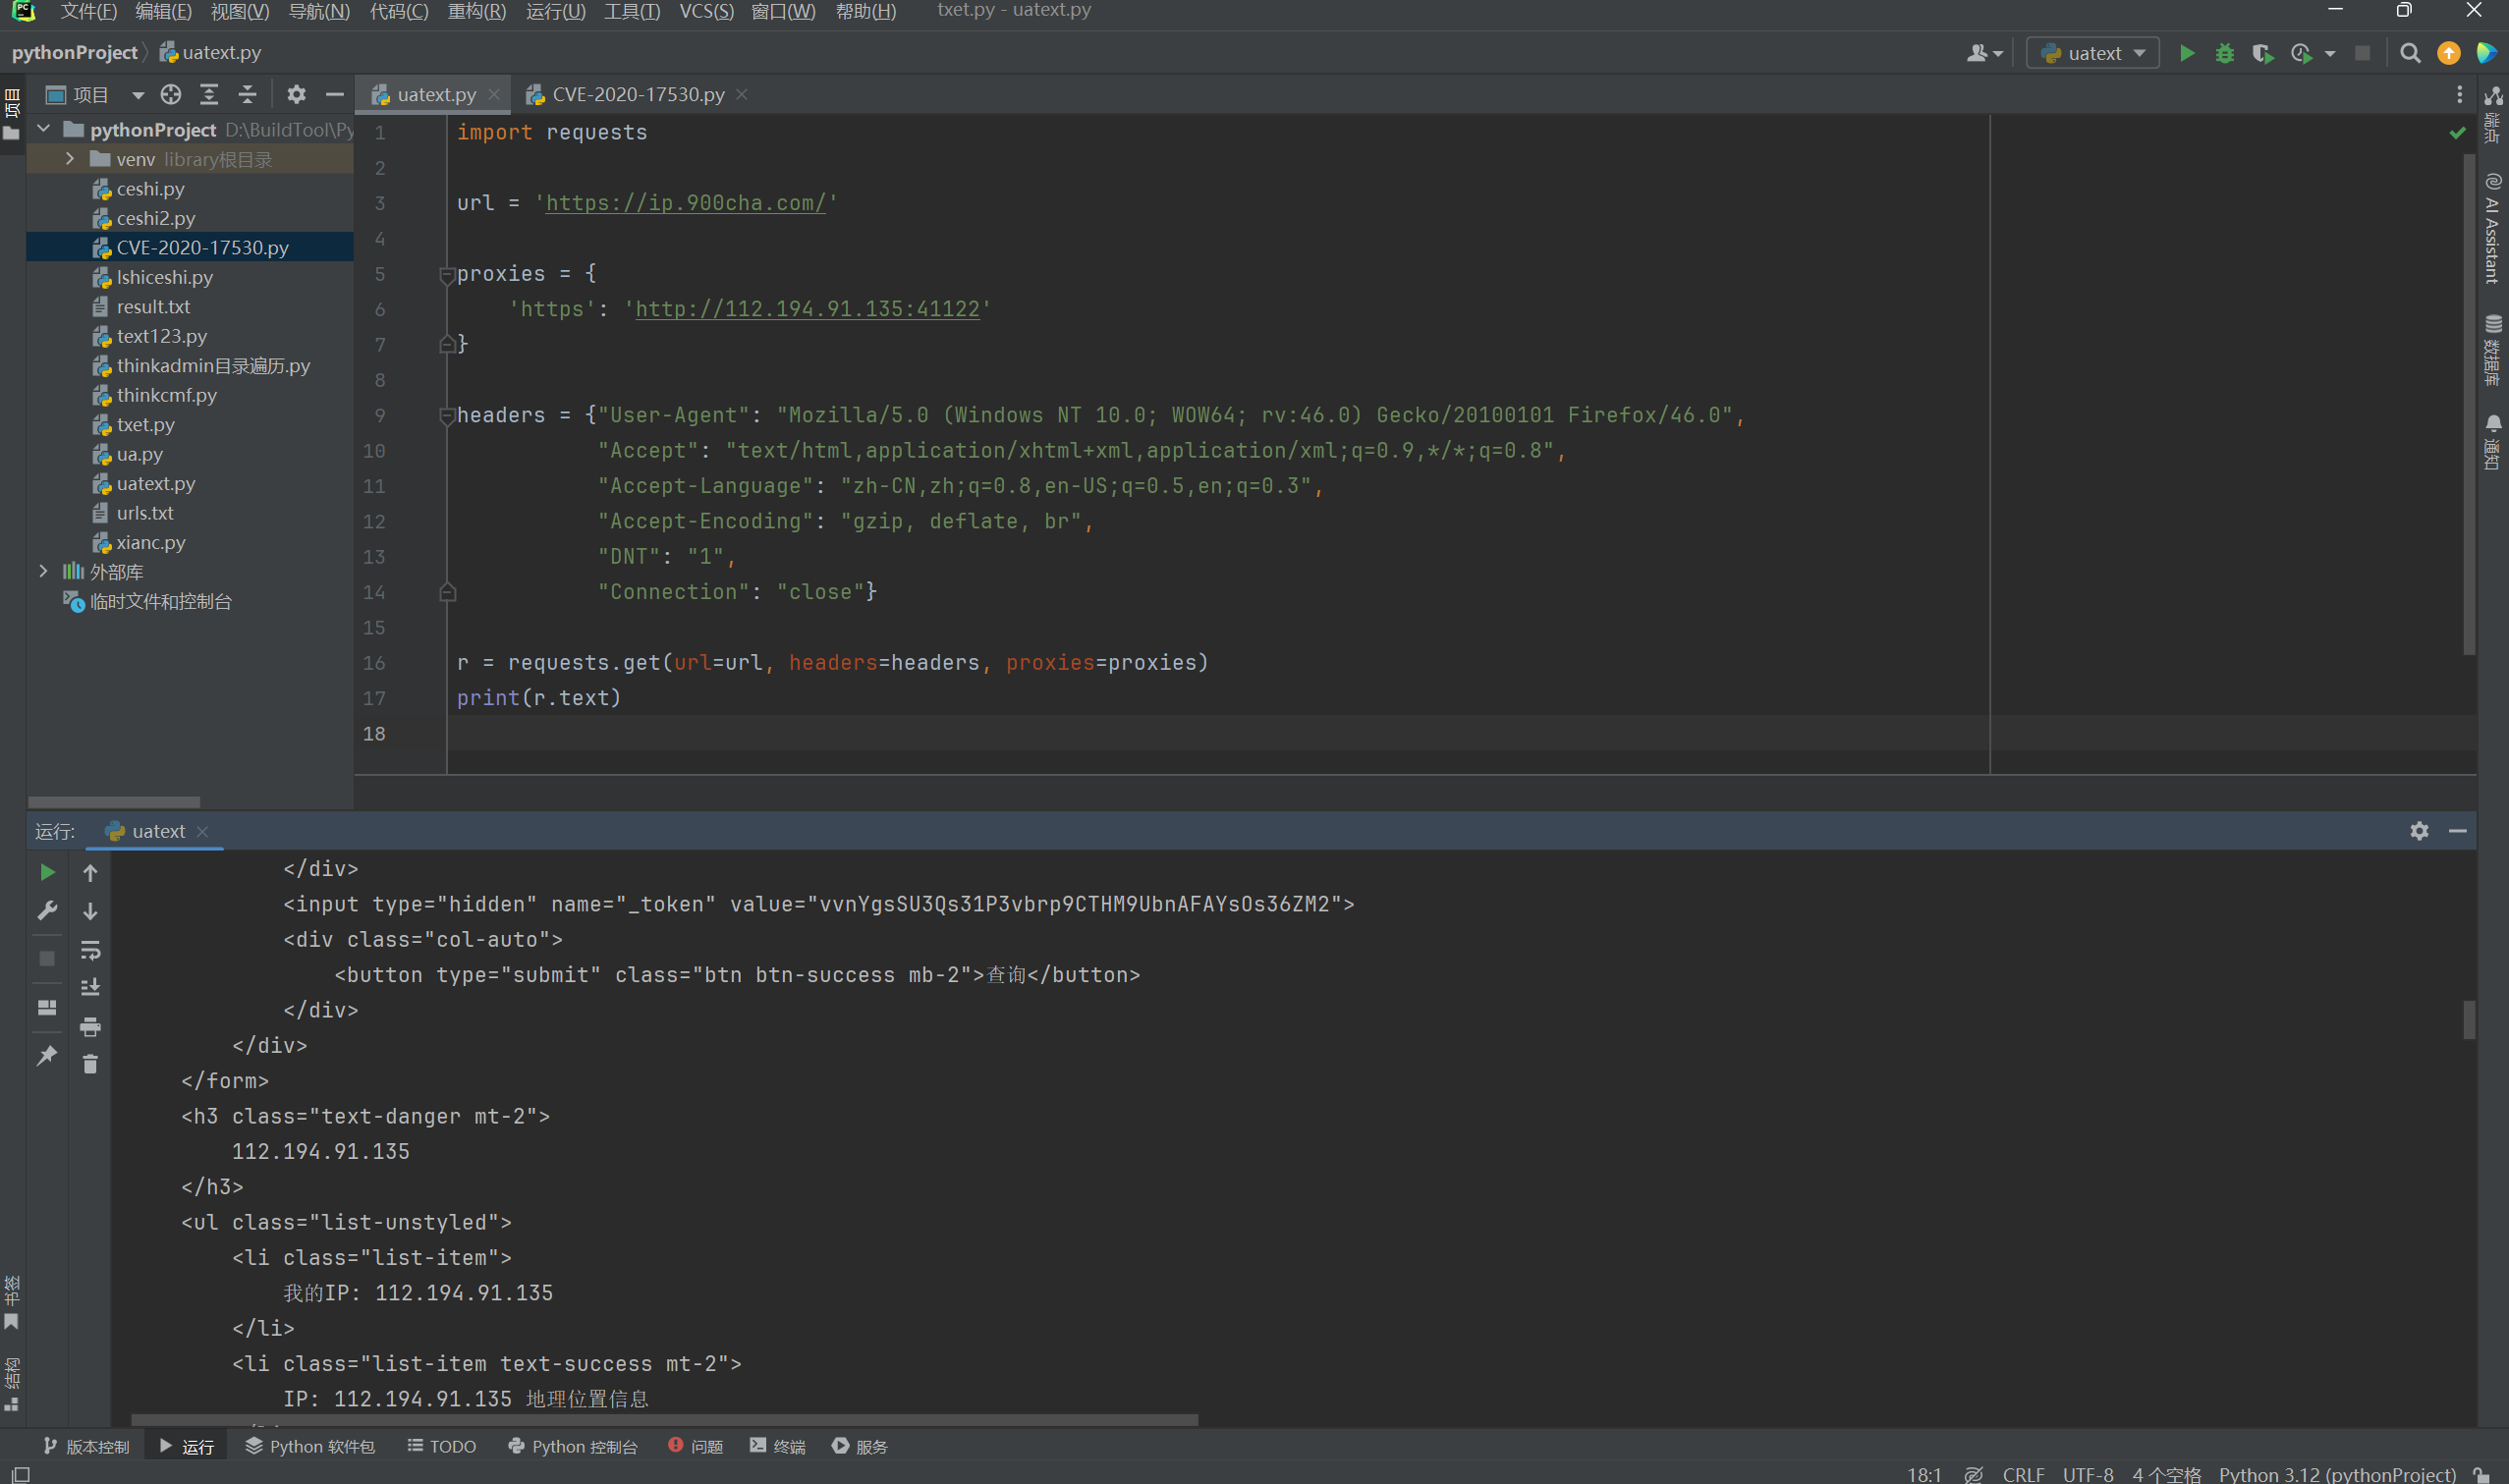 文件(F) 编辑(E) 视图(V) 导航(N) 代码(C) 重构(R) 运行(U) 工具(T) VCS(S) 窗口(W) 帮助(H) txet.py - uatext.py
pythonProject uatext.py
uatext
项目
项目
uatext.py
CVE-2020-17530.py
pythonProject D:\BuildTool\Py
venv library根目录
ceshi.py
ceshi2.py
CVE-2020-17530.py
lshiceshi.py
result.txt
text123.py
thinkadmin目录遍历.py
thinkcmf.py
txet.py
ua.py
uatext.py
urls.txt
xianc.py
外部库
临时文件和控制台
1 import requests
2
3 url = 'https://ip.900cha.com/'
4
5 proxies = {
6 'https': 'http://112.194.91.135:41122'
7 }
8
9 headers = {"User-Agent": "Mozilla/5.0 (Windows NT 10.0; WOW64; rv:46.0) Gecko/20100101 Firefox/46.0",
10 "Accept": "text/html,application/xhtml+xml,application/xml;q=0.9,*/*;q=0.8",
11 "Accept-Language": "zh-CN,zh;q=0.8,en-US;q=0.5,en;q=0.3",
12 "Accept-Encoding": "gzip, deflate, br",
13 "DNT": "1",
14 "Connection": "close"}
15
16 r = requests.get(url=url, headers=headers, proxies=proxies)
17 print(r.text)
18
端点
AI Assistant
数据库
通知
运行: uatext
</div>
<input type="hidden" name="_token" value="vvnYgsSU3Qs31P3vbrp9CTHM9UbnAFAYsOs36ZM2">
<div class="col-auto">
<button type="submit" class="btn btn-success mb-2">查询</button>
</div>
</div>
</form>
<h3 class="text-danger mt-2">
112.194.91.135
</h3>
<ul class="list-unstyled">
<li class="list-item">
我的IP: 112.194.91.135
</li>
<li class="list-item text-success mt-2">
IP: 112.194.91.135 地理位置信息
书签
结构
版本控制 运行 Python 软件包 TODO Python 控制台 问题 终端 服务
18:1 CRLF UTF-8 4 个空格 Python 3.12 (pythonProject)